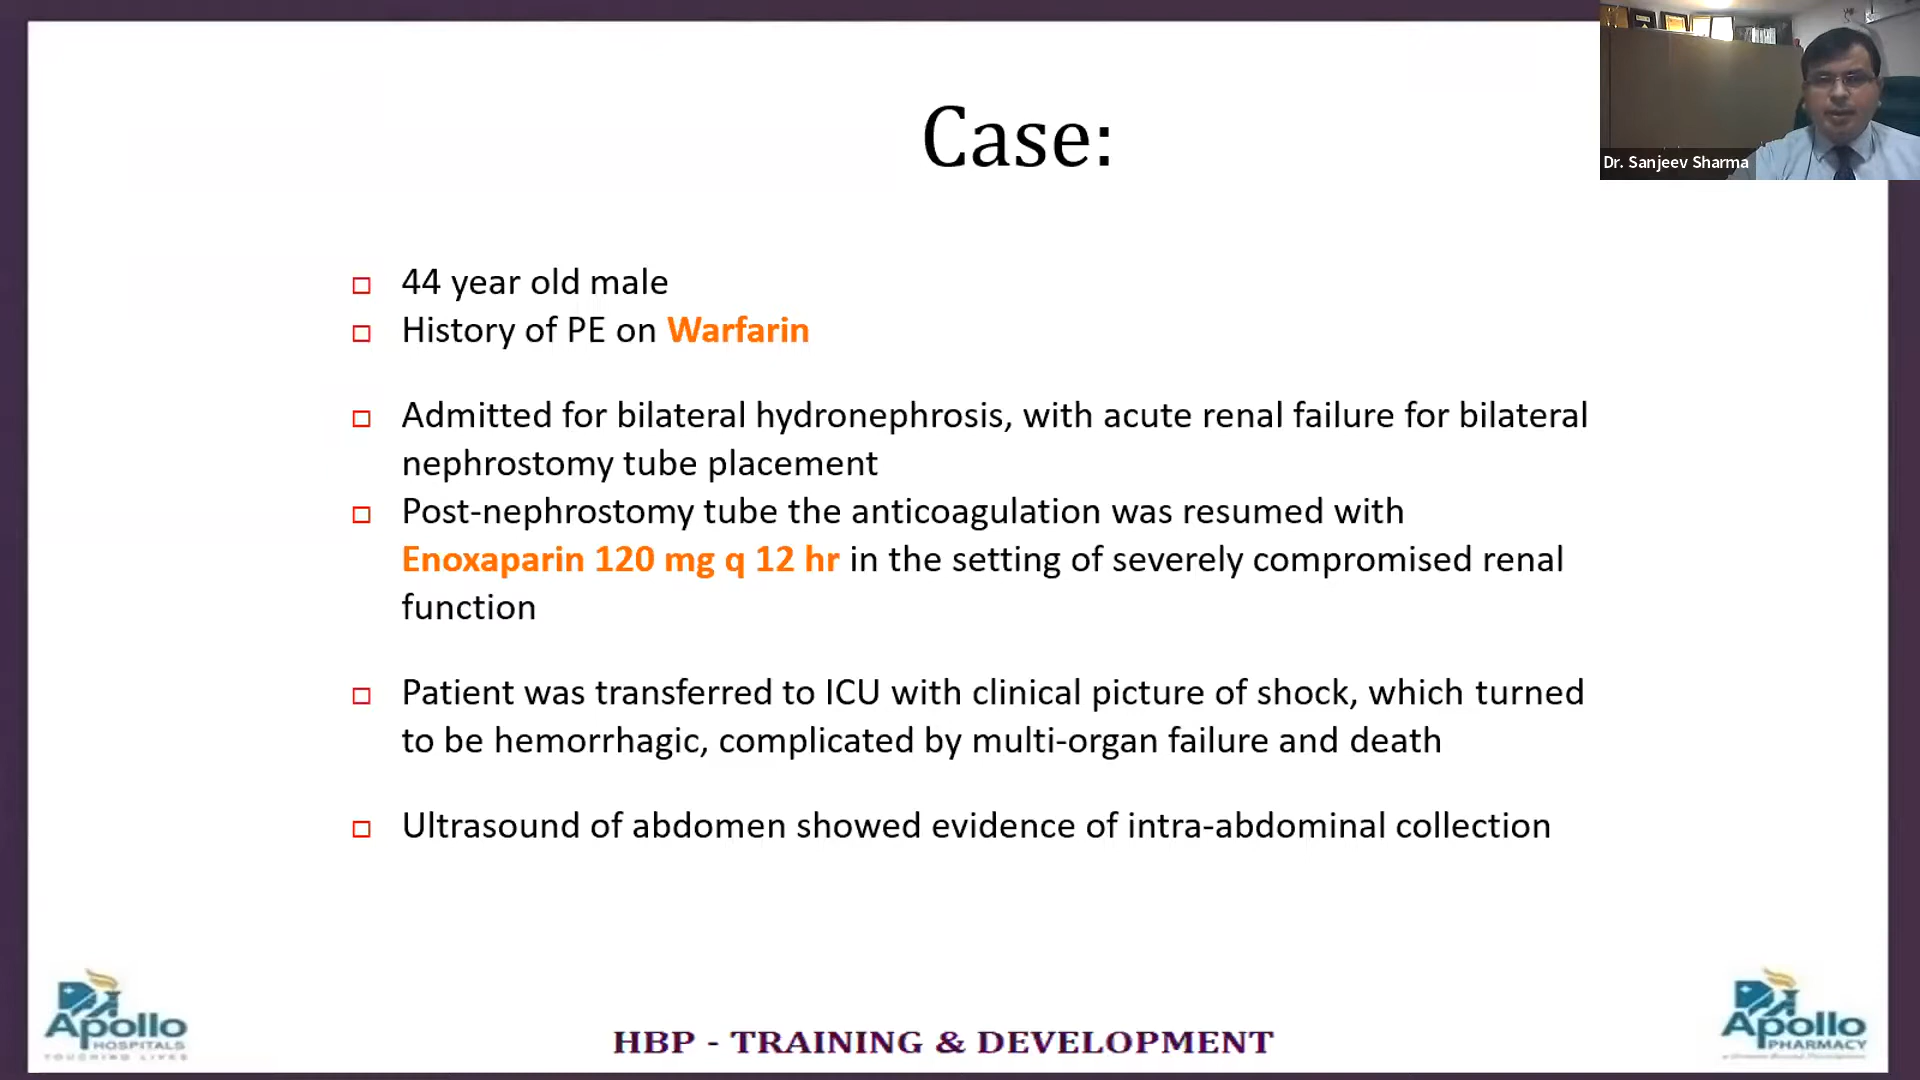 Case:
Dr. Sanjeev Sharma
44 year old male
History of PE on Warfarin
Admitted for bilateral hydronephrosis, with acute renal failure for bilateral
nephrostomy tube placement
Post-nephrostomy tube the anticoagulation was resumed with
Enoxaparin 120 mg q 12 hr in the setting of severely compromised renal
function
Patient was transferred to ICU with clinical picture of shock, which turned
to be hemorrhagic, complicated by multi-organ failure and death
Ultrasound of abdomen showed evidence of intra-abdominal collection
Apollo
HOSPITALS
TOUCHING LIVES
HBP - TRAINING & DEVELOPMENT
Apollo
PHARMACY